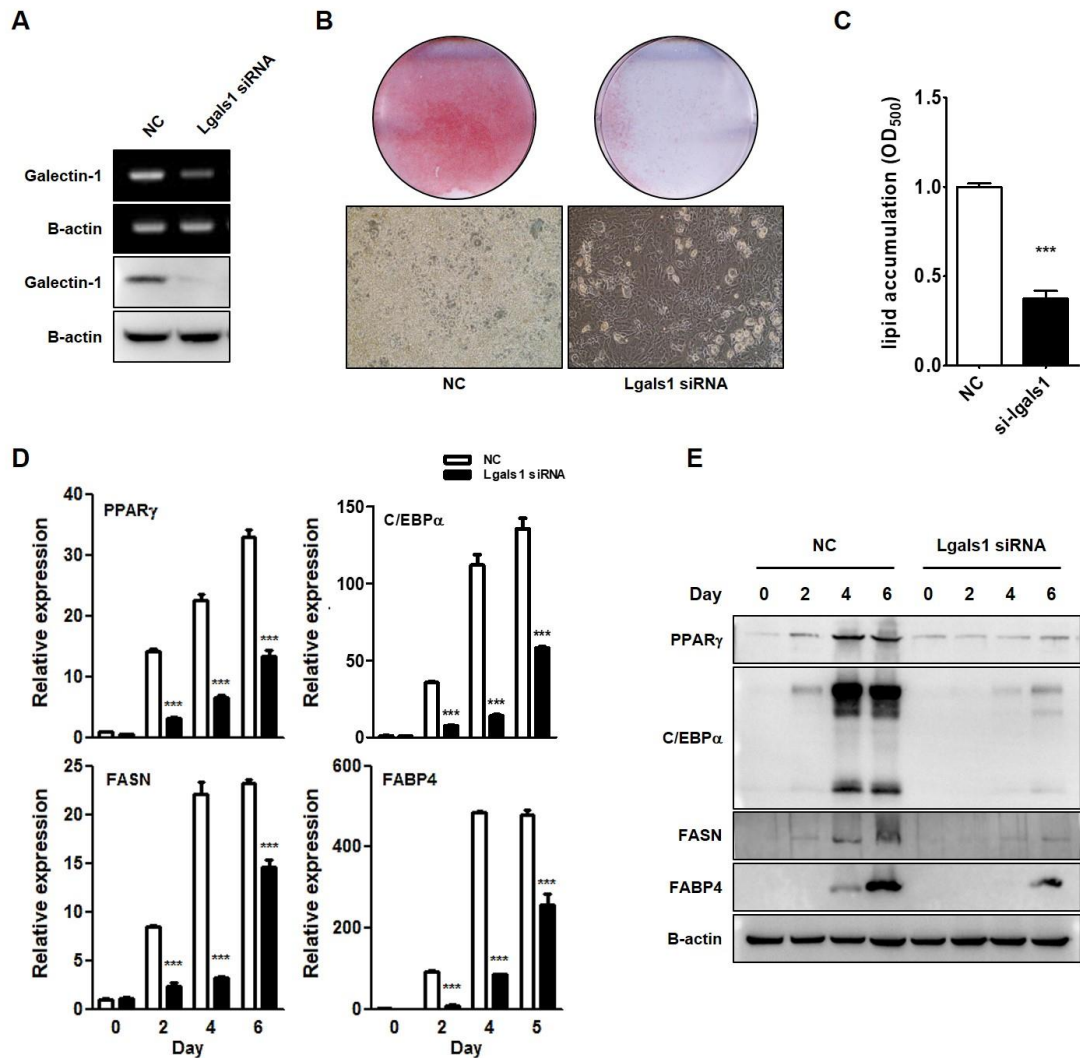 A
NC
Lgals1 siRNA
Galectin-1
B-actin
Galectin-1
B-actin
B
NC
Lgals1 siRNA
C
lipid accumulation (OD500)
1.5
1.0
0.5
0.0
***
NC
si-lgals1
D
NC
Lgals1 siRNA
PPARγ
Relative expression
40
30
20
10
0
***
***
***
C/EBPα
Relative expression
150
100
50
0
***
***
***
FASN
Relative expression
25
20
15
10
5
0
***
***
***
0 2 4 6
Day
FABP4
Relative expression
600
400
200
0
***
***
***
0 2 4 5
Day
E
NC Lgals1 siRNA
Day 0 2 4 6 0 2 4 6
PPARγ
C/EBPα
FASN
FABP4
B-actin